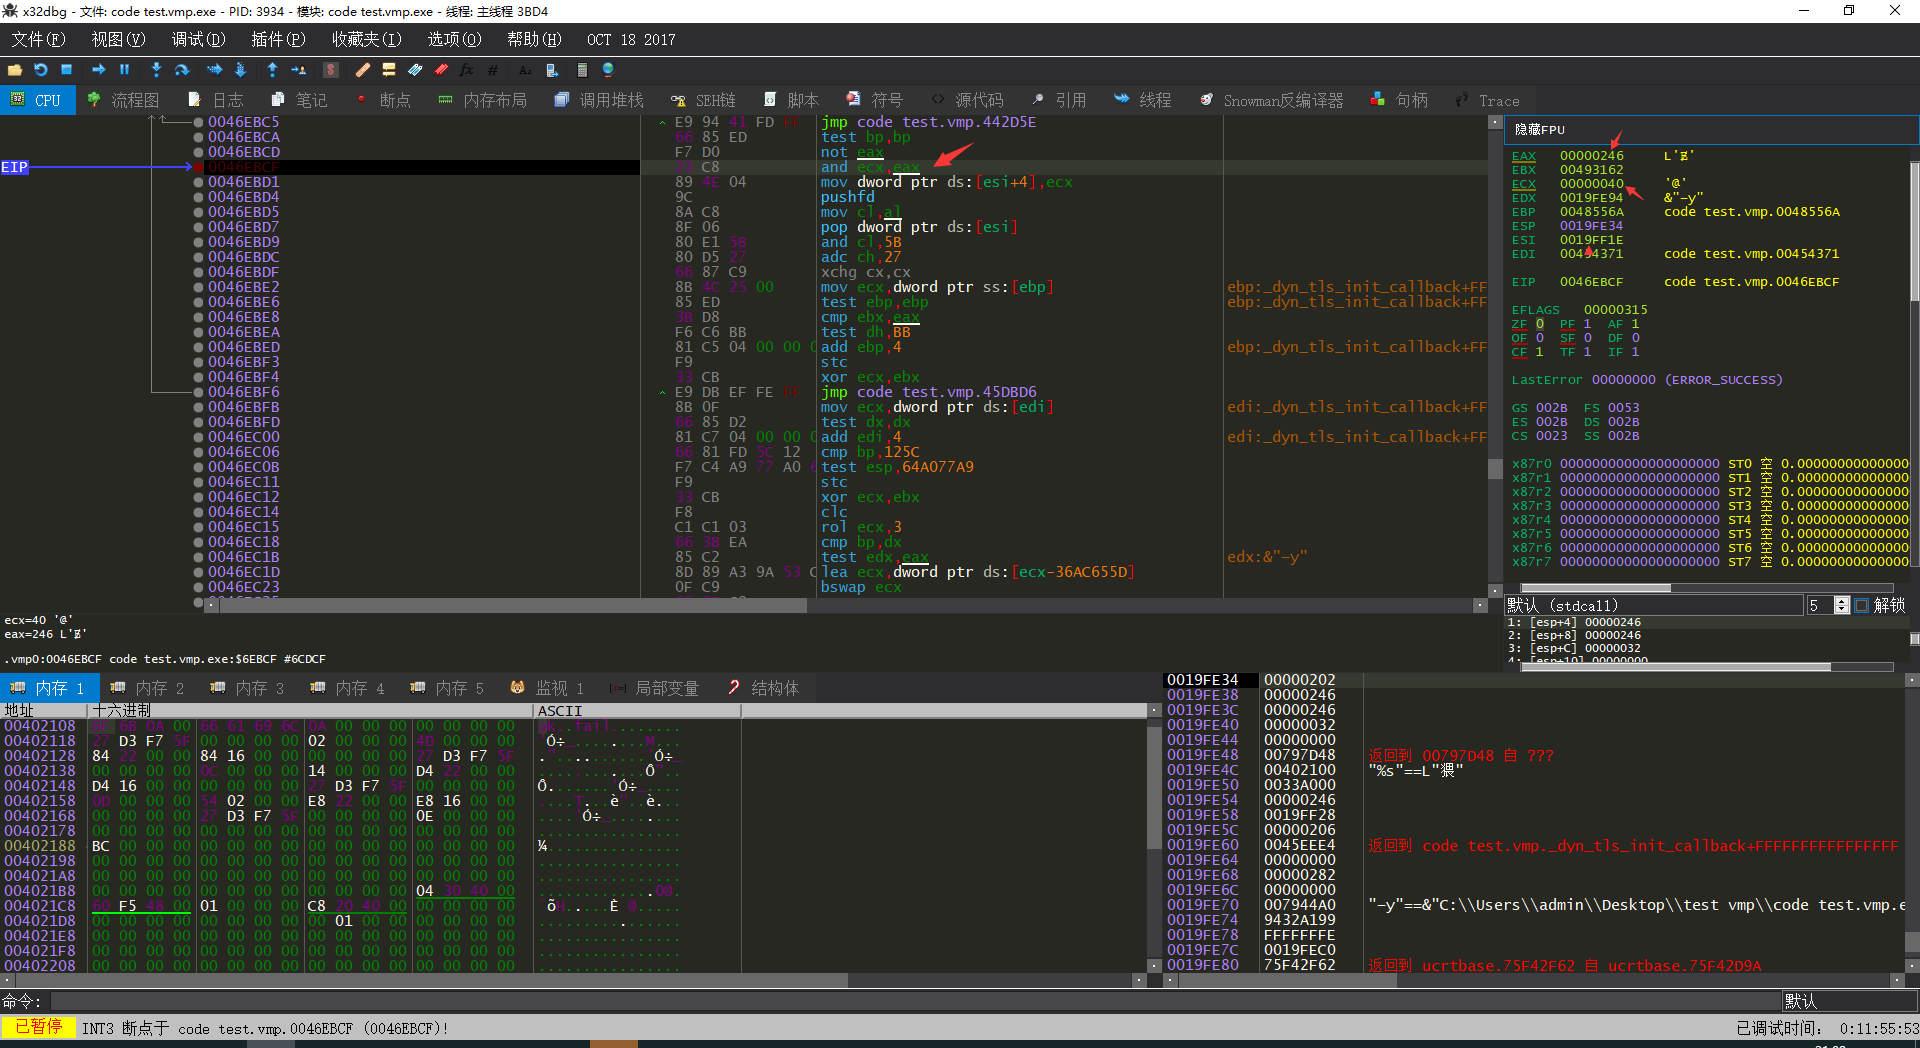 x32dbg - 文件: code test.vmp.exe - PID: 3934 - 模块: code test.vmp.exe - 线程: 主线程 3BD4
文件(F) 视图(V) 调试(D) 插件(P) 收藏夹(I) 选项(O) 帮助(H) OCT 18 2017
CPU 流程图 日志 笔记 断点 内存布局 调用堆栈 SEH链 脚本 符号 源代码 引用 线程 Snowman反编译器 句柄 Trace
EIP
0046EBC5 E9 94 41 FD FF jmp code test.vmp.442D5E
0046EBCA 66 85 ED test bp,bp
0046EBCD F7 D0 not eax
0046EBCF C8 and ecx,eax
0046EBD1 89 4E 04 mov dword ptr ds:[esi+4],ecx
0046EBD4 9C pushfd
0046EBD5 8A C8 mov cl,al
0046EBD7 8F 06 pop dword ptr ds:[esi]
0046EBD9 80 E1 5B and cl,5B
0046EBDC 80 D5 27 adc ch,27
0046EBDF 66 87 C9 xchg cx,cx
0046EBE2 8B 4C 25 00 mov ecx,dword ptr ss:[ebp] ebp:_dyn_tls_init_callback+FF
0046EBE6 85 ED test ebp,ebp ebp:_dyn_tls_init_callback+FF
0046EBE8 3B D8 cmp ebx,eax
0046EBEA F6 C6 BB test dh,BB
0046EBED 81 C5 04 00 00 add ebp,4 ebp:_dyn_tls_init_callback+FF
0046EBF3 F9 stc
0046EBF4 33 CB xor ecx,ebx
0046EBF6 E9 DB EF FE FF jmp code test.vmp.45DBD6
0046EBFB 8B 0F mov ecx,dword ptr ds:[edi] edi:_dyn_tls_init_callback+FF
0046EBFD 66 85 D2 test dx,dx
0046EC00 81 C7 04 00 00 add edi,4 edi:_dyn_tls_init_callback+FF
0046EC06 66 81 FD 5C 12 cmp bp,125C
0046EC0B F7 C4 A9 77 A0 test esp,64A077A9
0046EC11 F9 stc
0046EC12 33 CB xor ecx,ebx
0046EC14 F8 clc
0046EC15 C1 C1 03 rol ecx,3
0046EC18 66 3B EA cmp bp,dx
0046EC1B 85 C2 test edx,eax edx:&"-y"
0046EC1D 8D 89 A3 9A 53 lea ecx,dword ptr ds:[ecx-36AC655D]
0046EC23 0F C9 bswap ecx
隐藏FPU
EAX 00000246
EBX 00493162
ECX 00000040 '@'
EDX 0019FE94 &"-y"
EBP 0048556A code test.vmp.0048556A
ESP 0019FE34
ESI 0019FF1E
EDI 00454371 code test.vmp.00454371
EIP 0046EBCF code test.vmp.0046EBCF
EFLAGS 00000315
ZF 0 PF 1 AF 1
OF 0 SF 0 DF 0
CF 1 TF 1 IF 1
LastError 00000000 (ERROR_SUCCESS)
GS 002B FS 0053
ES 002B DS 002B
CS 0023 SS 002B
x87r0 00000000000000000000 ST0 空 0.00000000000000
x87r1 00000000000000000000 ST1 空 0.00000000000000
x87r2 00000000000000000000 ST2 空 0.00000000000000
x87r3 00000000000000000000 ST3 空 0.00000000000000
x87r4 00000000000000000000 ST4 空 0.00000000000000
x87r5 00000000000000000000 ST5 空 0.00000000000000
x87r6 00000000000000000000 ST6 空 0.00000000000000
x87r7 00000000000000000000 ST7 空 0.00000000000000
默认 (stdcall) 5 解锁
1: [esp+4] 00000246
2: [esp+8] 00000246
3: [esp+C] 00000032
4: [esp+10] 00000000
ecx=40 '@'
eax=246
.vmp0:0046EBCF code test.vmp.exe:$6EBCF #6CDCF
内存 1 内存 2 内存 3 内存 4 内存 5 监视 1 局部变量 结构体
地址 十六进制 ASCII
00402108 6F 6B 0A 00 66 61 69 6C 0A 00 00 00 00 00 00 00
00402118 27 D3 F7 5F 00 00 00 00 02 00 00 00 4D 00 00 00
00402128 84 22 00 00 84 16 00 00 00 00 00 00 27 D3 F7 5F
00402138 00 00 00 00 0C 00 00 00 14 00 00 00 D4 22 00 00
00402148 D4 16 00 00 00 00 00 00 27 D3 F7 5F 00 00 00 00
00402158 0D 00 00 00 54 02 00 00 E8 22 00 00 E8 16 00 00
00402168 00 00 00 00 27 D3 F7 5F 00 00 00 00 0E 00 00 00
00402178 00 00 00 00 00 00 00 00 00 00 00 00 00 00 00 00
00402188 BC 00 00 00 00 00 00 00 00 00 00 00 00 00 00 00
00402198 00 00 00 00 00 00 00 00 00 00 00 00 00 00 00 00
004021A8 00 00 00 00 00 00 00 00 00 00 00 00 00 00 00 00
004021B8 00 00 00 00 00 00 00 00 00 00 00 00 04 30 40 00
004021C8 60 F5 48 00 01 00 00 00 C8 20 40 00 00 00 00 00
004021D8 00 00 00 00 00 00 00 00 00 01 00 00 00 00 00 00
004021E8 00 00 00 00 00 00 00 00 00 00 00 00 00 00 00 00
004021F8 00 00 00 00 00 00 00 00 00 00 00 00 00 00 00 00
00402208 00 00 00 00 00 00 00 00 00 00 00 00 00 00 00 00
0019FE34 00000202
0019FE38 00000246
0019FE3C 00000246
0019FE40 00000032
0019FE44 00000000
0019FE48 00797D48 返回到 00797D48 自 ???
0019FE4C 00402100 "%s"==L"猥"
0019FE50 0033A000
0019FE54 00000246
0019FE58 0019FF28
0019FE5C 00000206
0019FE60 0045EEE4 返回到 code test.vmp._dyn_tls_init_callback+FFFFFFFFFFFFFFFF
0019FE64 00000000
0019FE68 00000282
0019FE6C 00000000
0019FE70 007944A0 "-y"==&"C:\\Users\\admin\\Desktop\\test vmp\\code test.vmp.e
0019FE74 9432A199
0019FE78 FFFFFFFE
0019FE7C 0019FEC0
0019FE80 75F42F62 返回到 ucrtbase.75F42F62 自 ucrtbase.75F42D9A
命令: 默认
已暂停 INT3 断点于 code test.vmp.0046EBCF (0046EBCF)! 已调试时间: 0:11:55:53